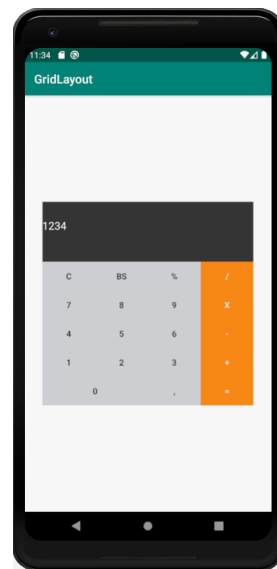 11:34
GridLayout
1234
C BS % /
7 8 9 X
4 5 6 -
1 2 3 +
0 , =